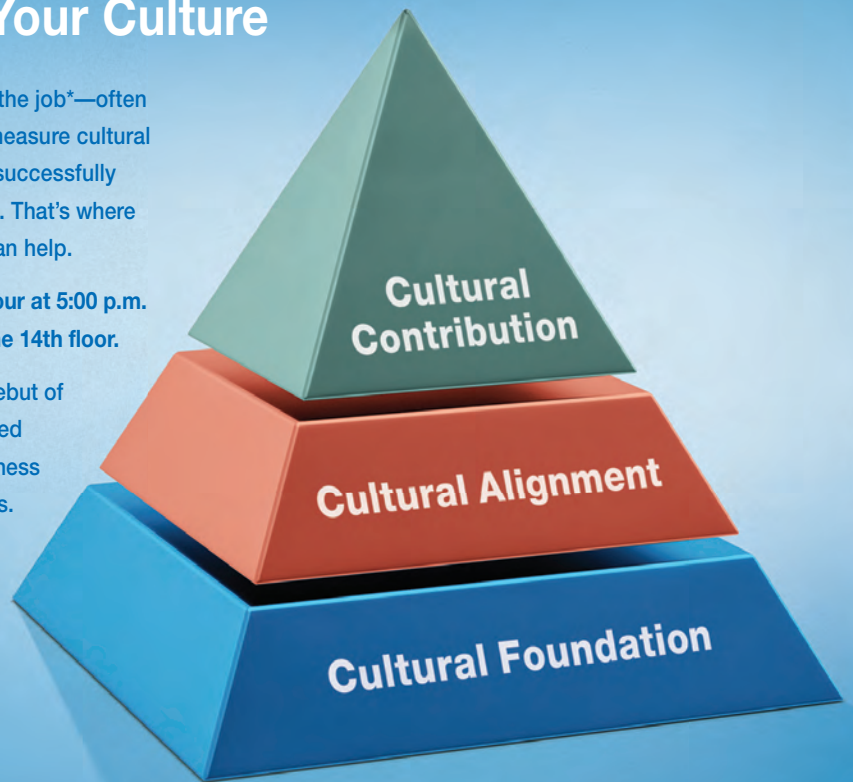 Your Culture
the job*—often
measure cultural
successfully
. That's where
an help.
our at 5:00 p.m.
e 14th floor.
ebut of
ed
ness
s.
Cultural
Contribution
Cultural Alignment
Cultural Foundation